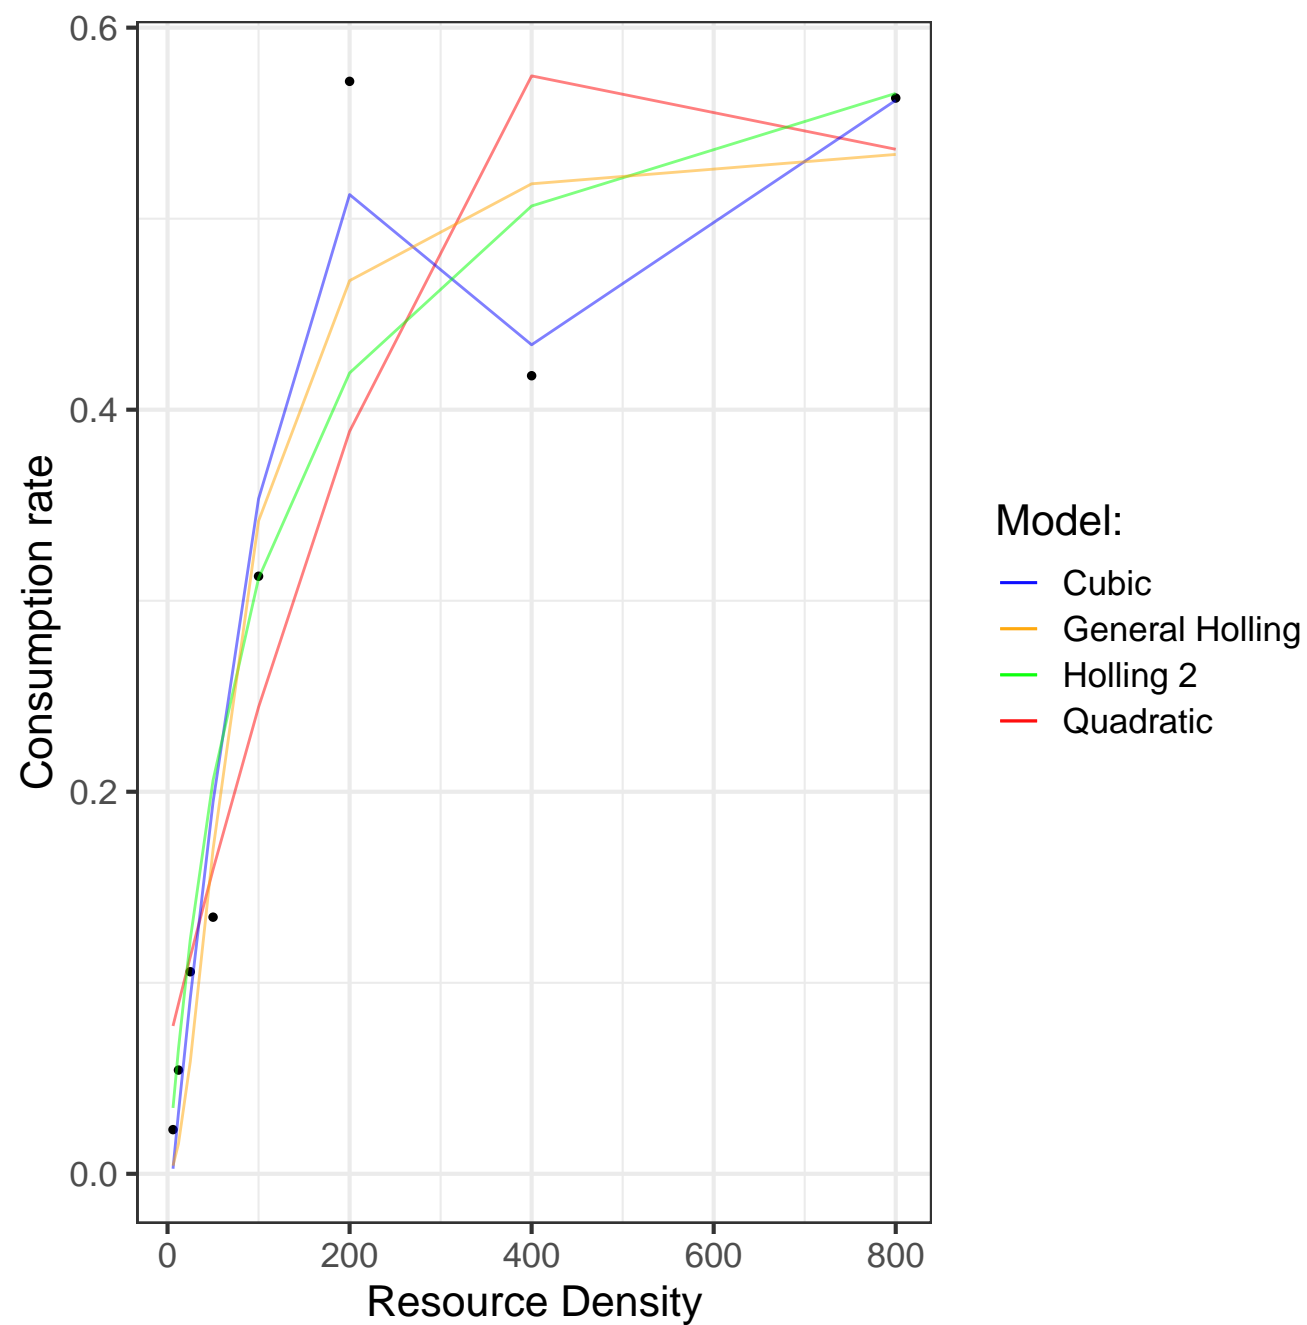 0.6
0.4
0.2
0.0
Consumption rate
0 200 400 600 800
Resource Density
Model:
Cubic
General Holling
Holling 2
Quadratic